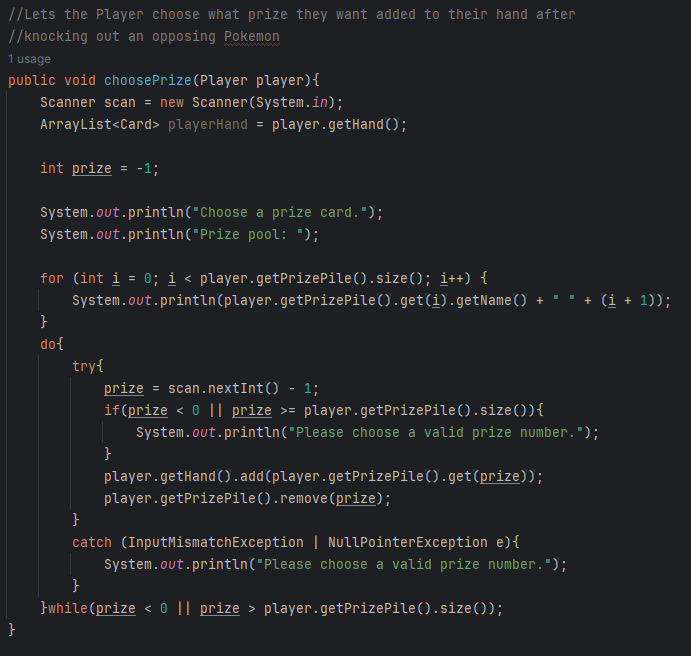 //Lets the Player choose what prize they want added to their hand after
//knocking out an opposing Pokemon
1 usage
public void choosePrize(Player player){
    Scanner scan = new Scanner(System.in);
    ArrayList<Card> playerHand = player.getHand();

    int prize = -1;

    System.out.println("Choose a prize card.");
    System.out.println("Prize pool: ");

    for (int i = 0; i < player.getPrizePile().size(); i++) {
        System.out.println(player.getPrizePile().get(i).getName() + " " + (i + 1));
    }
    do{
        try{
            prize = scan.nextInt() - 1;
            if(prize < 0 || prize >= player.getPrizePile().size()){
                System.out.println("Please choose a valid prize number.");
            }
            player.getHand().add(player.getPrizePile().get(prize));
            player.getPrizePile().remove(prize);
        }
        catch (InputMismatchException | NullPointerException e){
            System.out.println("Please choose a valid prize number.");
        }
    }while(prize < 0 || prize > player.getPrizePile().size());
}